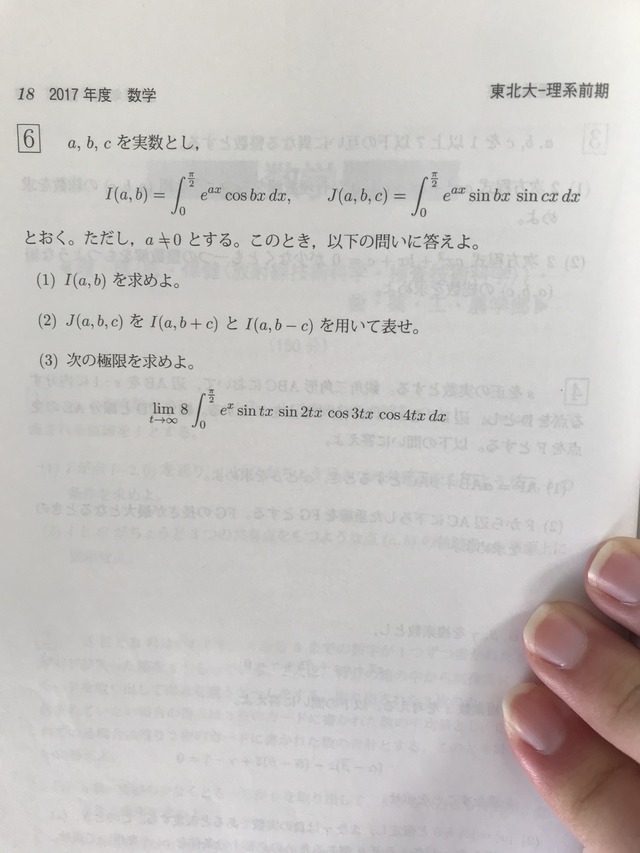 18 2017年度 数学
東北大-理系前期
6 a, b, c を実数とし,
I(a, b) = ∫_0^{π/2} e^{ax} cos bx dx, J(a, b, c) = ∫_0^{π/2} e^{ax} sin bx sin cx dx
とおく。ただし, a ≠ 0 とする。このとき, 以下の問いに答えよ。
(1) I(a, b) を求めよ。
(2) J(a, b, c) を I(a, b + c) と I(a, b − c) を用いて表せ。
(3) 次の極限を求めよ。
lim_{t→∞} 8 ∫_0^{π/2} e^x sin tx sin 2tx cos 3tx cos 4tx dx